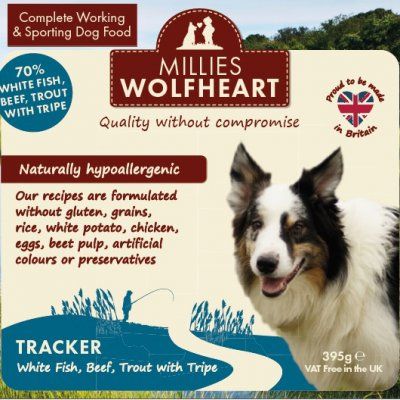 Complete Working
& Sporting Dog Food
70%
WHITE FISH,
BEEF, TROUT
WITH TRIPE
MILLIES
WOLFHEART
Quality without compromise
Proud to be made
in Britain
Naturally hypoallergenic
Our recipes are formulated
without gluten, grains,
rice, white potato, chicken,
eggs, beet pulp, artificial
colours or preservatives
TRACKER
White Fish, Beef, Trout with Tripe
395g ℮
VAT Free in the UK